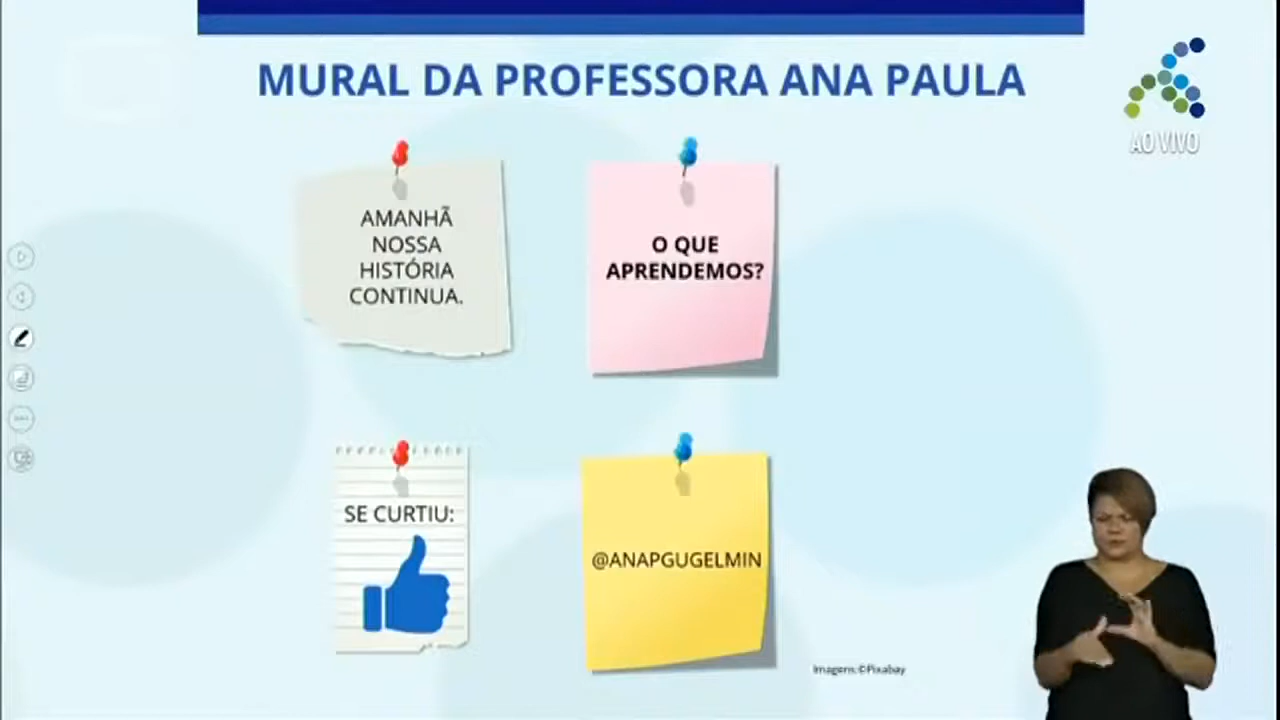 MURAL DA PROFESSORA ANA PAULA
AO VIVO
AMANHÃ
NOSSA
HISTÓRIA
CONTINUA.
O QUE
APRENDEMOS?
SE CURTIU:
@ANAPGUGELMIN
Imagens:©Pixabay